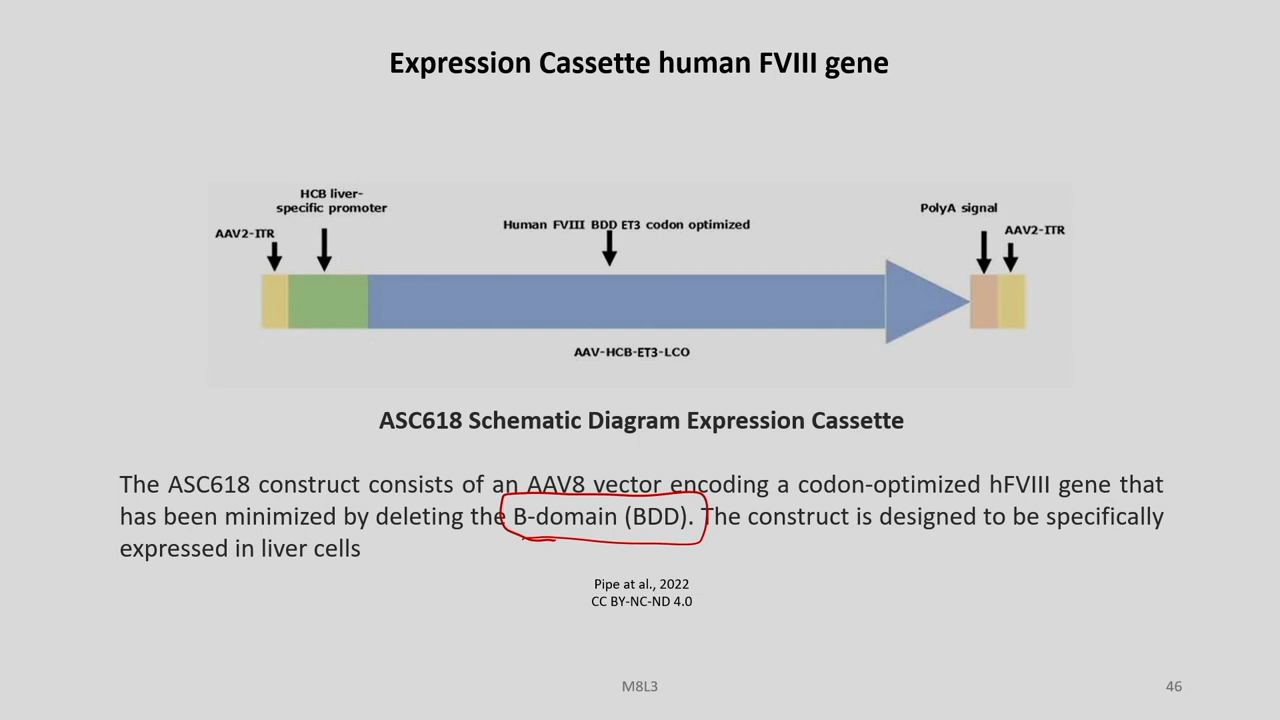 Expression Cassette human FVIII gene
HCB liver-
specific promoter
AAV2-ITR
Human FVIII BDD ET3 codon optimized
PolyA signal
AAV2-ITR
AAV-HCB-ET3-LCO
ASC618 Schematic Diagram Expression Cassette
The ASC618 construct consists of an AAV8 vector encoding a codon-optimized hFVIII gene that
has been minimized by deleting the B-domain (BDD). The construct is designed to be specifically
expressed in liver cells
Pipe at al., 2022
CC BY-NC-ND 4.0
M8L3
46